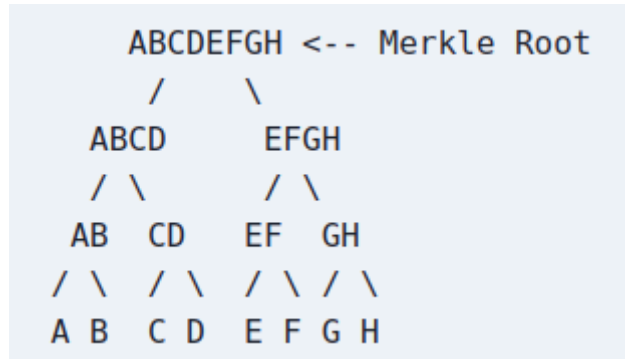 ABCDEFGH <-- Merkle Root
/ \
ABCD EFGH
/ \ / \
AB CD EF GH
/ \ / \ / \ / \
A B C D E F G H